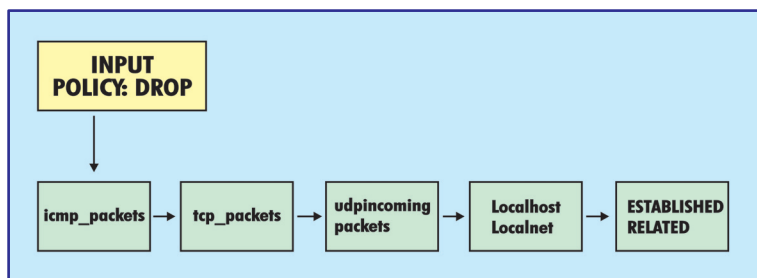 INPUT
POLICY: DROP
icmp_packets
tcp_packets
udpincoming
packets
Localhost
Localnet
ESTABLISHED
RELATED